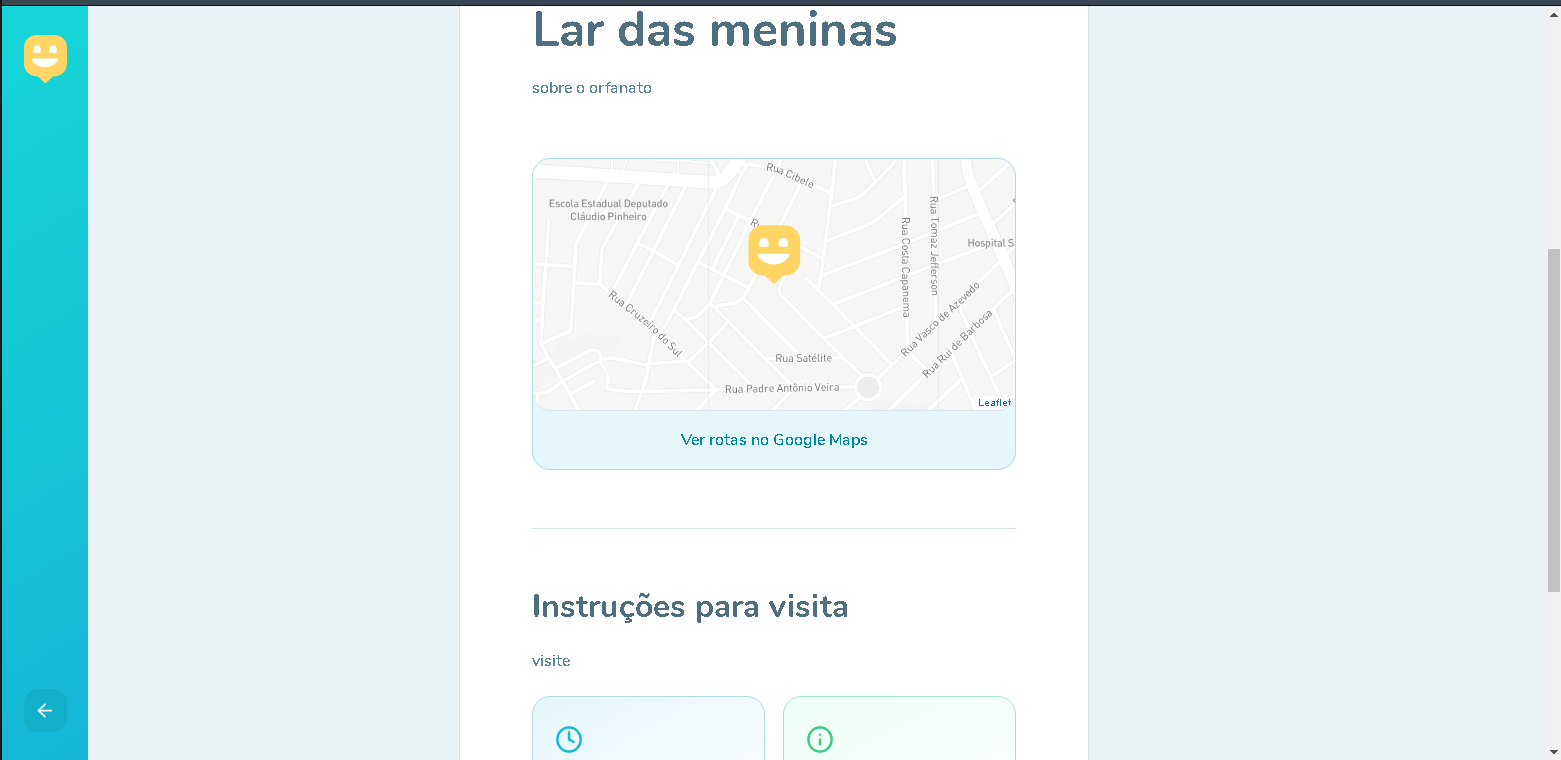 Lar das meninas
sobre o orfanato
Rua Cibele
Escola Estadual Deputado
Cláudio Pinheiro
Rua Tomaz Jefferson
Rua Costa Capanema
Hospital S
Rua Cruzeiro do Sul
Rua Vasco de Azevedo
Rua Rui de Barbosa
Rua Satélite
Rua Padre Antônio Veira
Leaflet
Ver rotas no Google Maps
Instruções para visita
visite